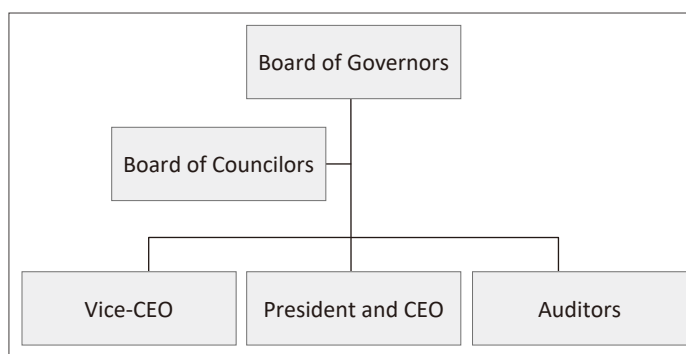 Board of Governors
Board of Councilors
Vice-CEO
President and CEO
Auditors